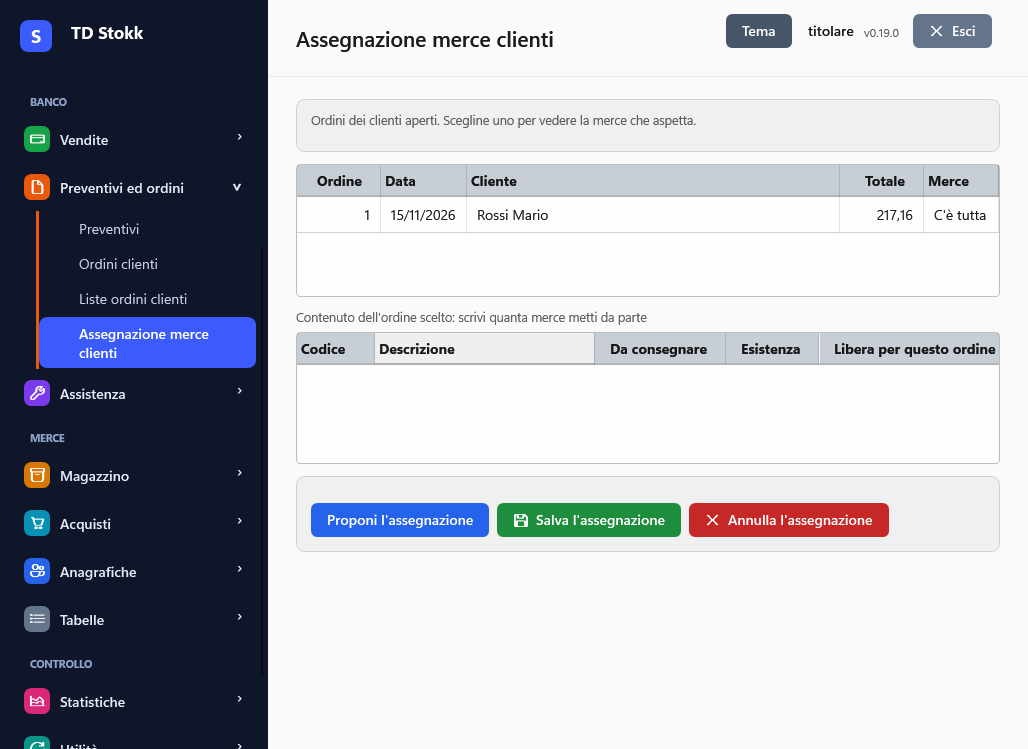 S
TD Stokk
BANCO
Vendite
Preventivi ed ordini
Preventivi
Ordini clienti
Liste ordini clienti
Assegnazione merce
clienti
Assistenza
MERCE
Magazzino
Acquisti
Anagrafiche
Tabelle
CONTROLLO
Statistiche
Utilità
Assegnazione merce clienti
Tema
titolare v0.19.0
Esci
Ordini dei clienti aperti. Scegline uno per vedere la merce che aspetta.
Ordine Data Cliente Totale Merce
1 15/11/2026 Rossi Mario 217,16 C'è tutta
Contenuto dell'ordine scelto: scrivi quanta merce metti da parte
Codice Descrizione Da consegnare Esistenza Libera per questo ordine
Proponi l'assegnazione Salva l'assegnazione Annulla l'assegnazione